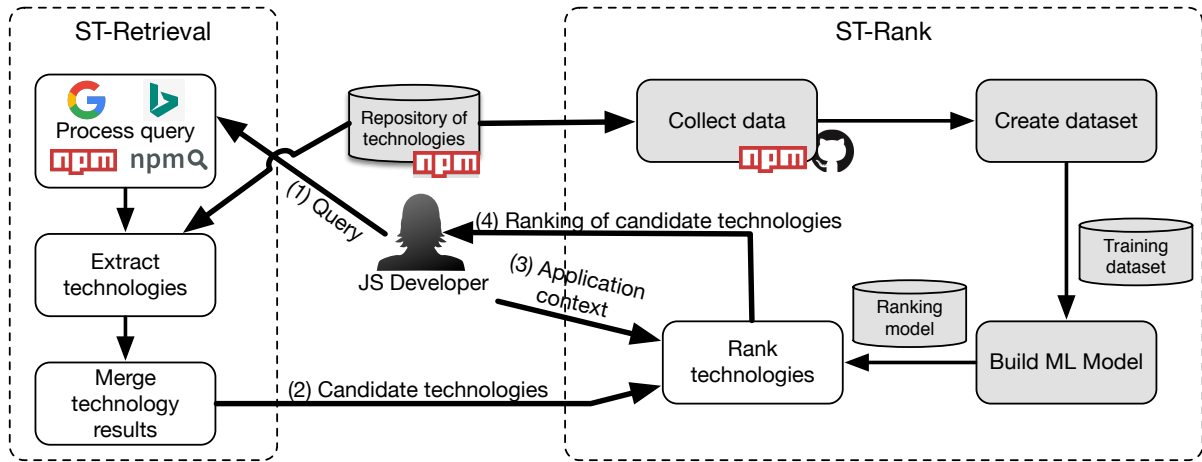 ST-Retrieval
ST-Rank
G
Process query
npm
npm
Repository of
technologies
npm
Collect data
npm
Create dataset
(1) Query
(4) Ranking of candidate technologies
Extract
technologies
JS Developer
(3) Application
context
Training
dataset
Ranking
model
Merge
technology
results
(2) Candidate technologies
Rank
technologies
Build ML Model